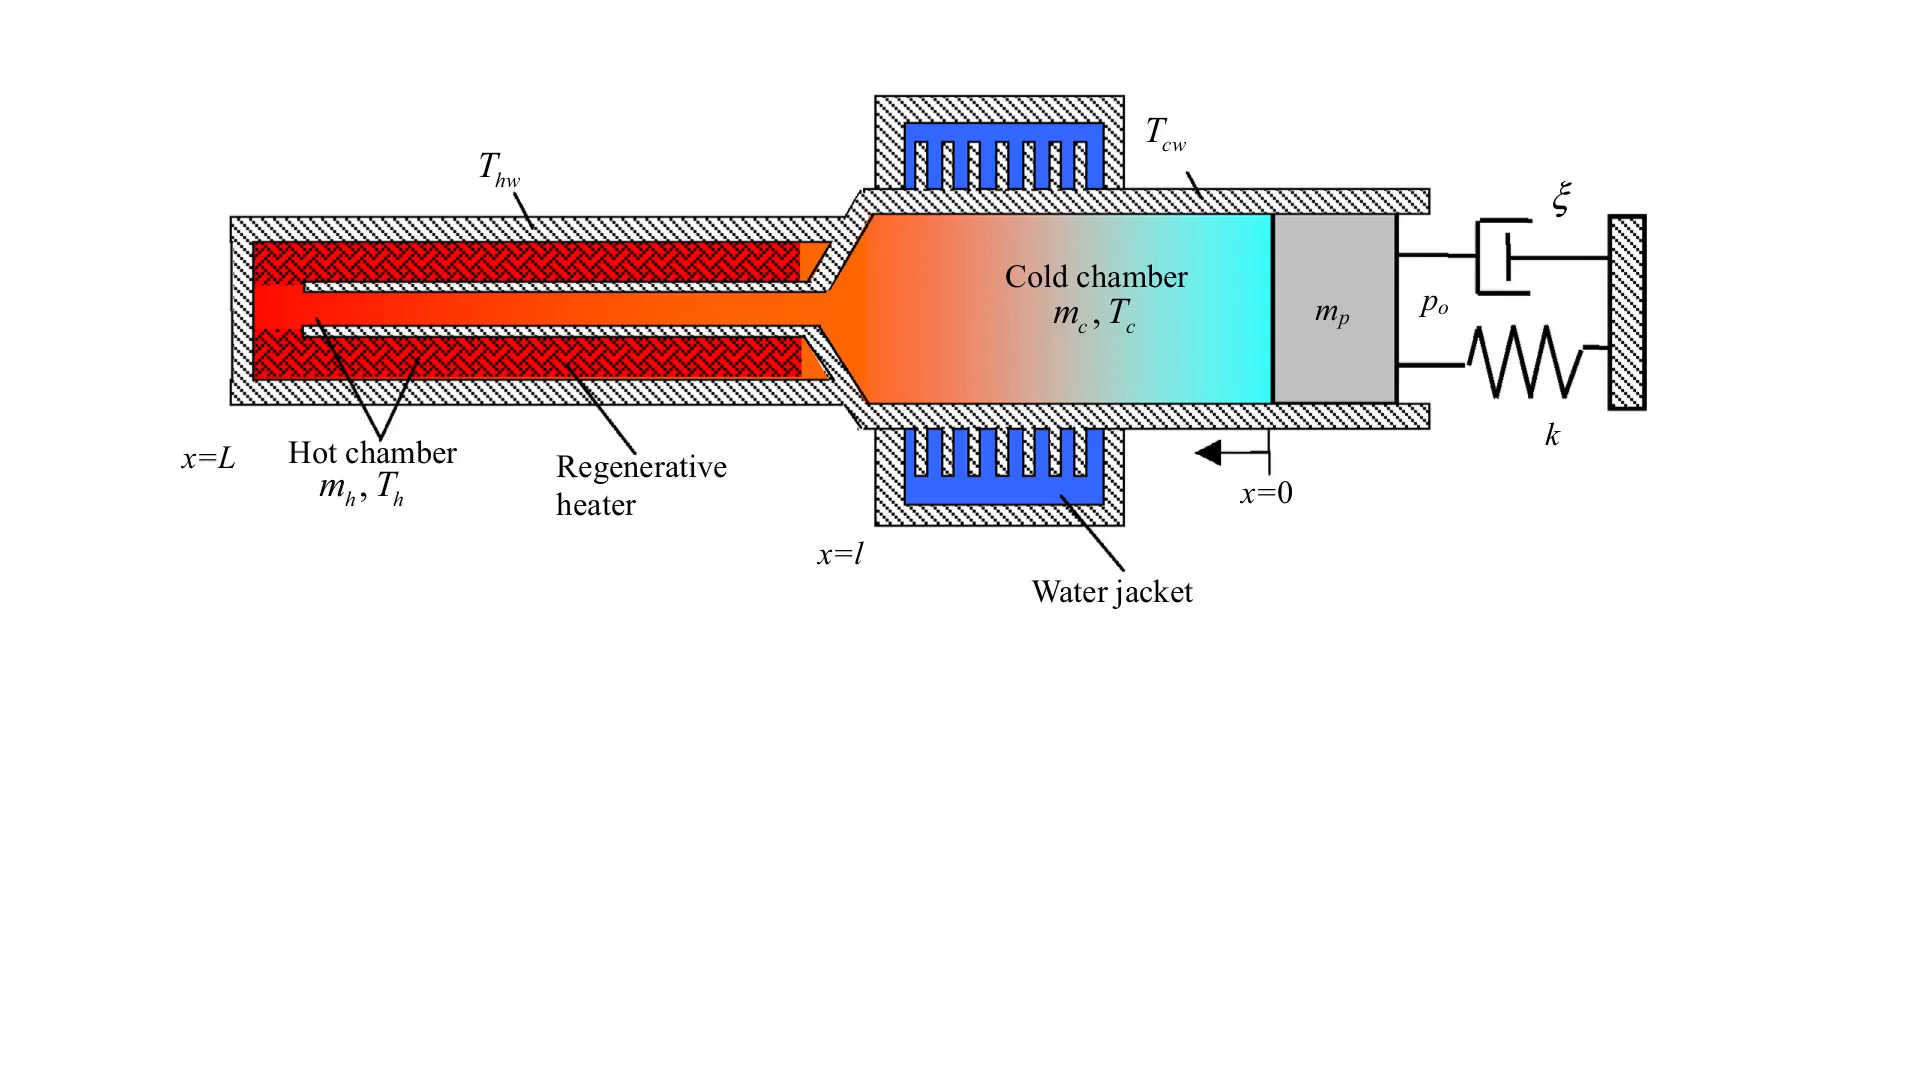 T_cw
T_hw
ξ
Cold chamber
m_c, T_c
m_p
p_o
k
x=L
Hot chamber
m_h, T_h
Regenerative
heater
x=0
x=l
Water jacket